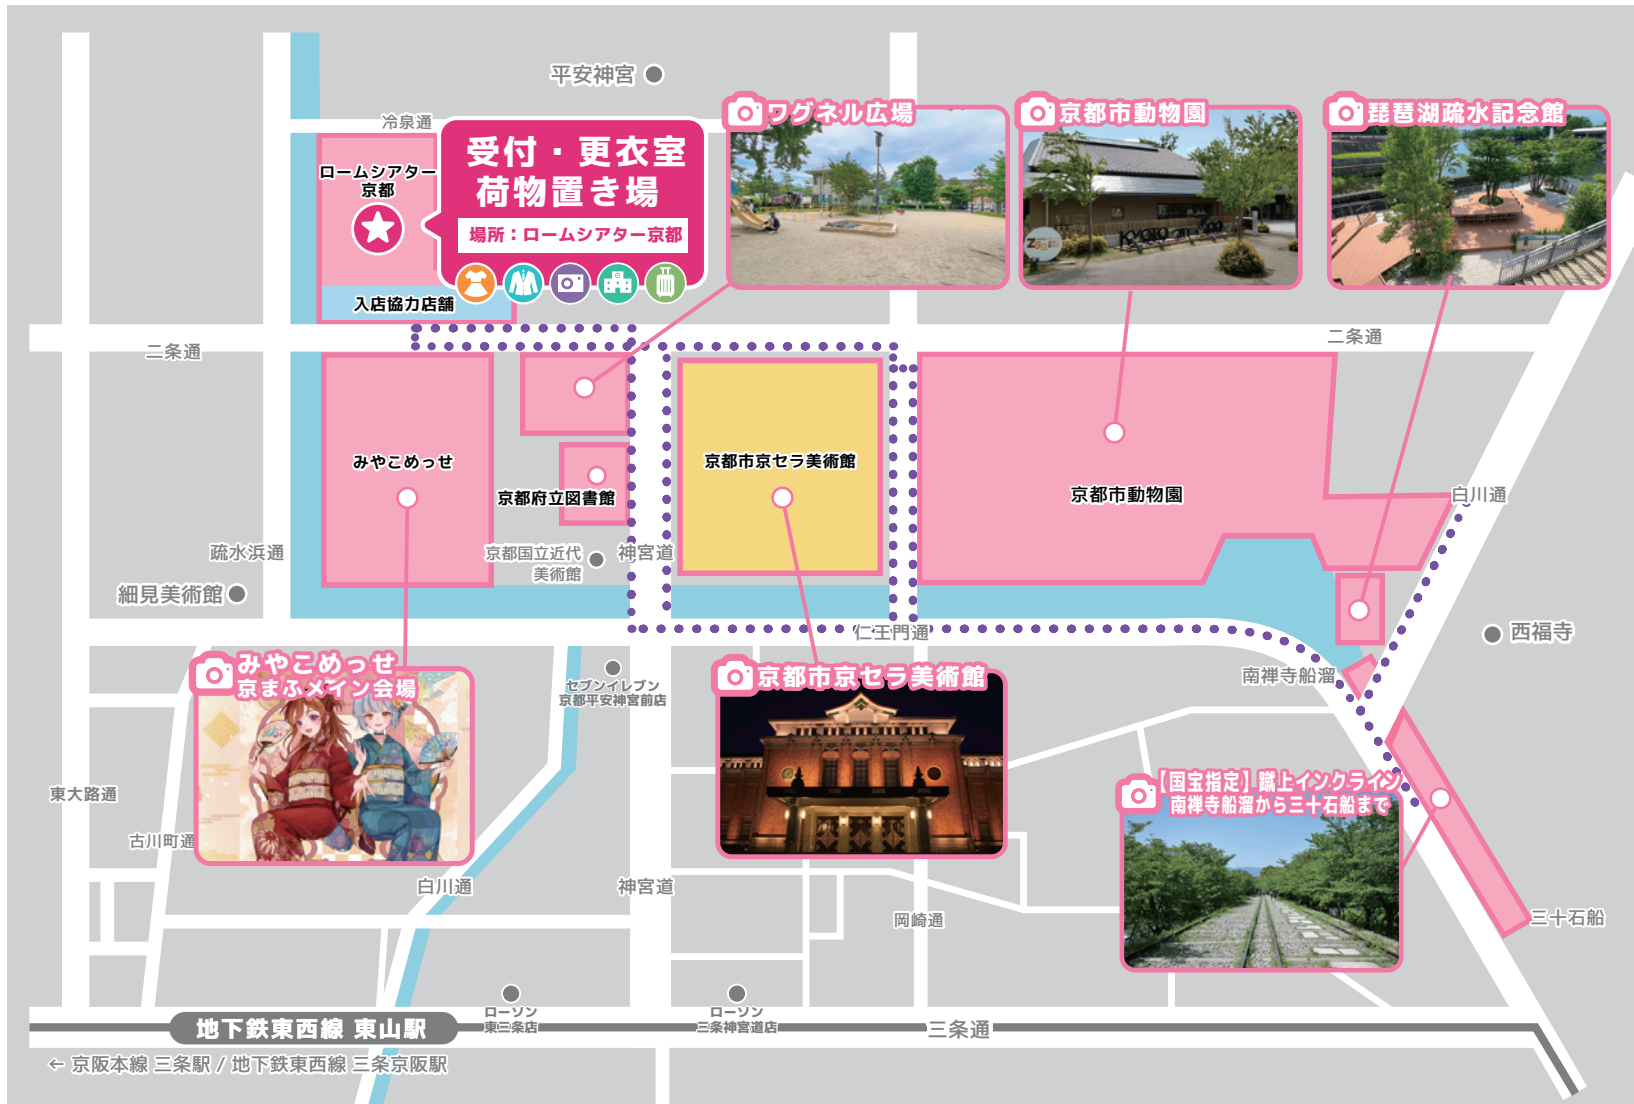 平安神宮
冷泉通
ロームシアター
京都
受付・更衣室
荷物置き場
場所：ロームシアター京都
入店協力店舗
ワグネル広場
京都市動物園
KYOTO CITY ZOO
琵琶湖疏水記念館
二条通
二条通
みやこめっせ
京都府立図書館
京都市京セラ美術館
京都市動物園
白川通
疏水浜通
京都国立近代
美術館
神宮道
細見美術館
仁王門通
西福寺
南禅寺船溜
みやこめっせ
京まふメイン会場
セブンイレブン
京都平安神宮前店
京都市京セラ美術館
【国宝指定】蹴上インクライン
南禅寺船溜から三十石船まで
東大路通
古川町通
白川通
神宮道
岡崎通
三十石船
ローソン
東三条店
ローソン
三条神宮道店
地下鉄東西線 東山駅
三条通
← 京阪本線 三条駅 / 地下鉄東西線 三条京阪駅